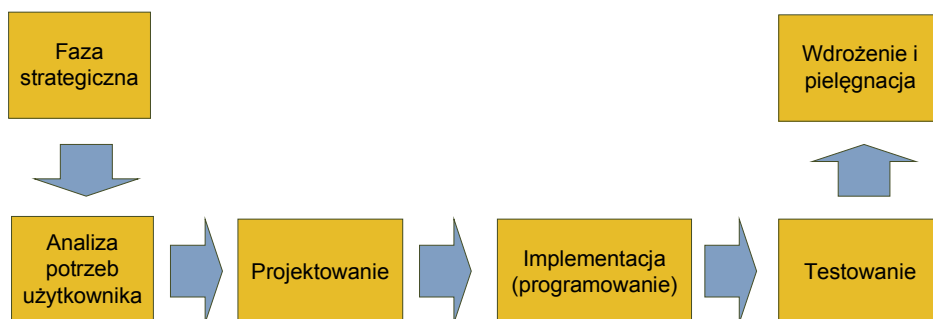 Faza
strategiczna
Wdrożenie i
pielęgnacja
Analiza
potrzeb
użytkownika
Projektowanie
Implementacja
(programowanie)
Testowanie